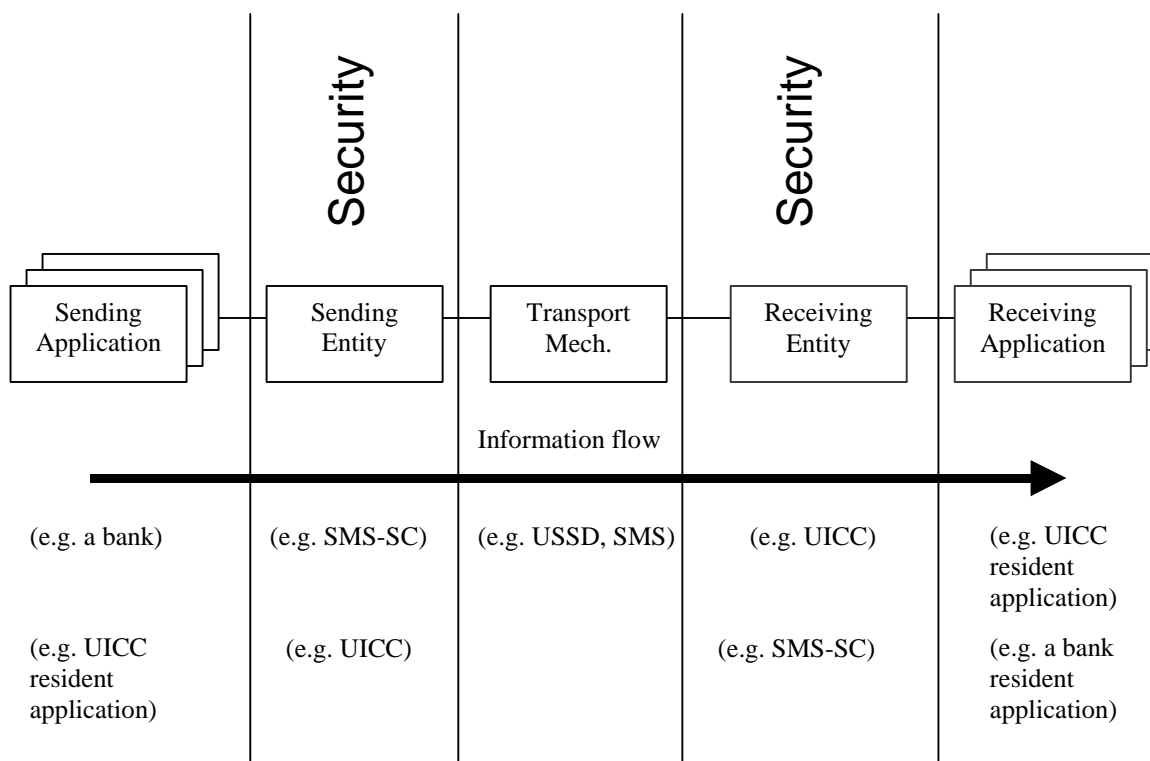 Security
Security
Sending
Application
Sending
Entity
Transport
Mech.
Receiving
Entity
Receiving
Application
Information flow
(e.g. a bank)
(e.g. SMS-SC)
(e.g. USSD, SMS)
(e.g. UICC)
(e.g. UICC
resident
application)
(e.g. UICC
resident
application)
(e.g. UICC)
(e.g. SMS-SC)
(e.g. a bank
resident
application)